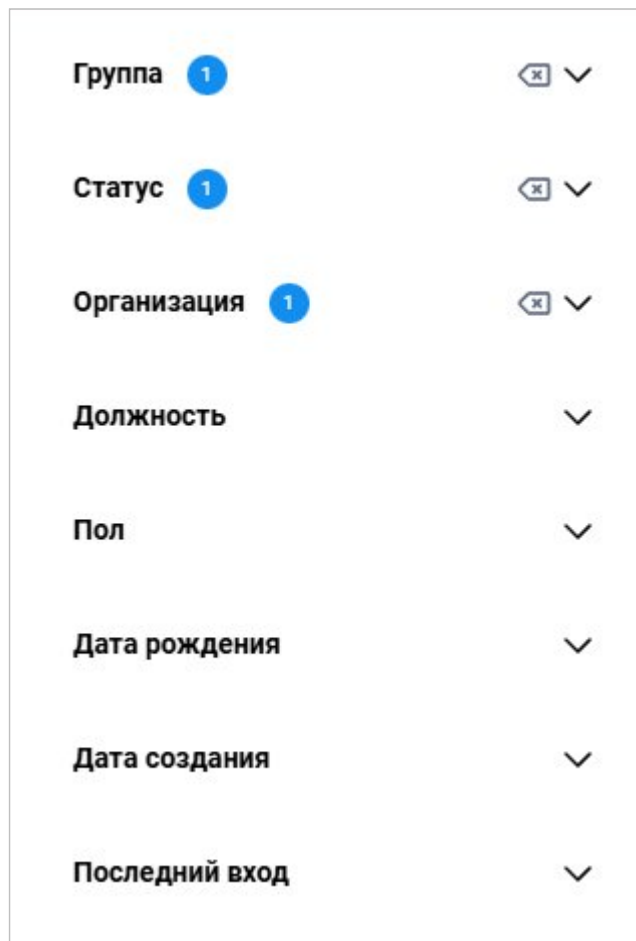 Группа 1
Статус 1
Организация 1
Должность
Пол
Дата рождения
Дата создания
Последний вход